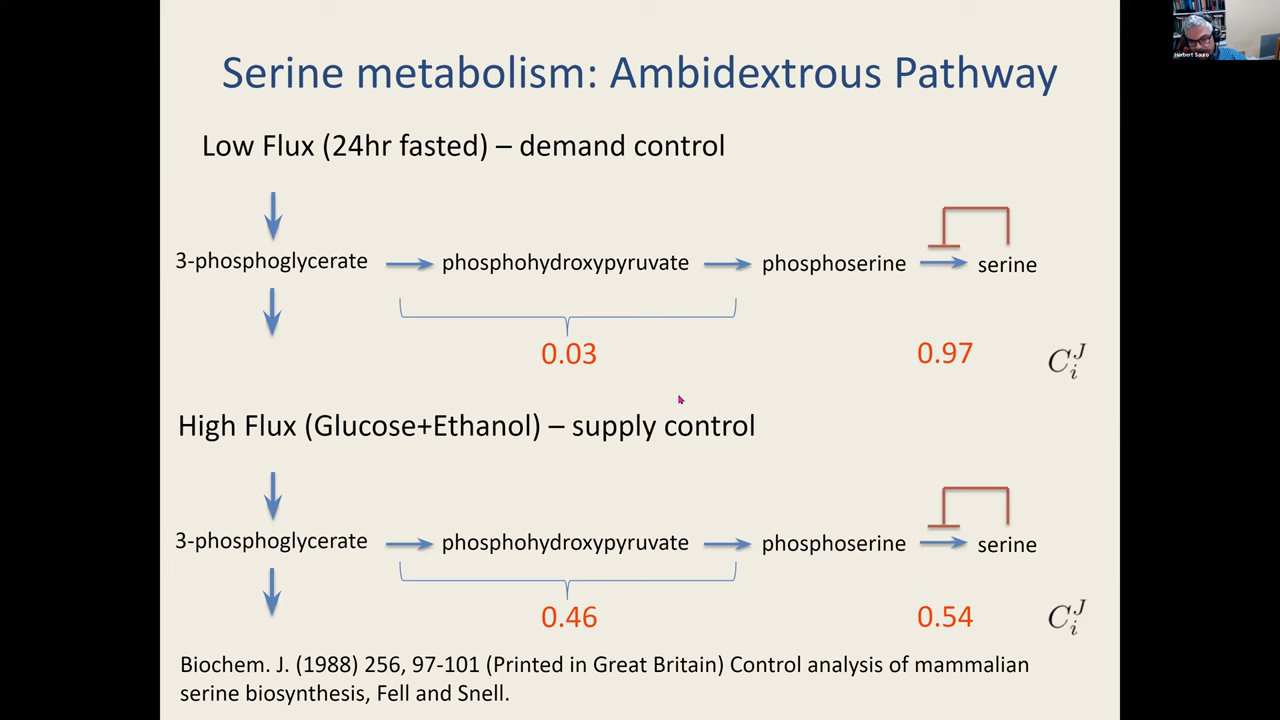 Herbert Sauro
Serine metabolism: Ambidextrous Pathway
Low Flux (24hr fasted) – demand control
3-phosphoglycerate phosphohydroxypyruvate phosphoserine serine
0.03 0.97 C_i^J
High Flux (Glucose+Ethanol) – supply control
3-phosphoglycerate phosphohydroxypyruvate phosphoserine serine
0.46 0.54 C_i^J
Biochem. J. (1988) 256, 97-101 (Printed in Great Britain) Control analysis of mammalian
serine biosynthesis, Fell and Snell.